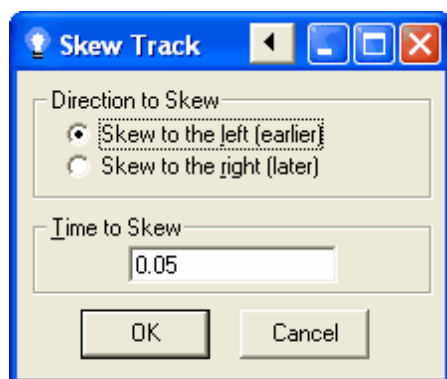 Skew Track
Direction to Skew
Skew to the left (earlier)
Skew to the right (later)
Time to Skew
0.05
OK Cancel